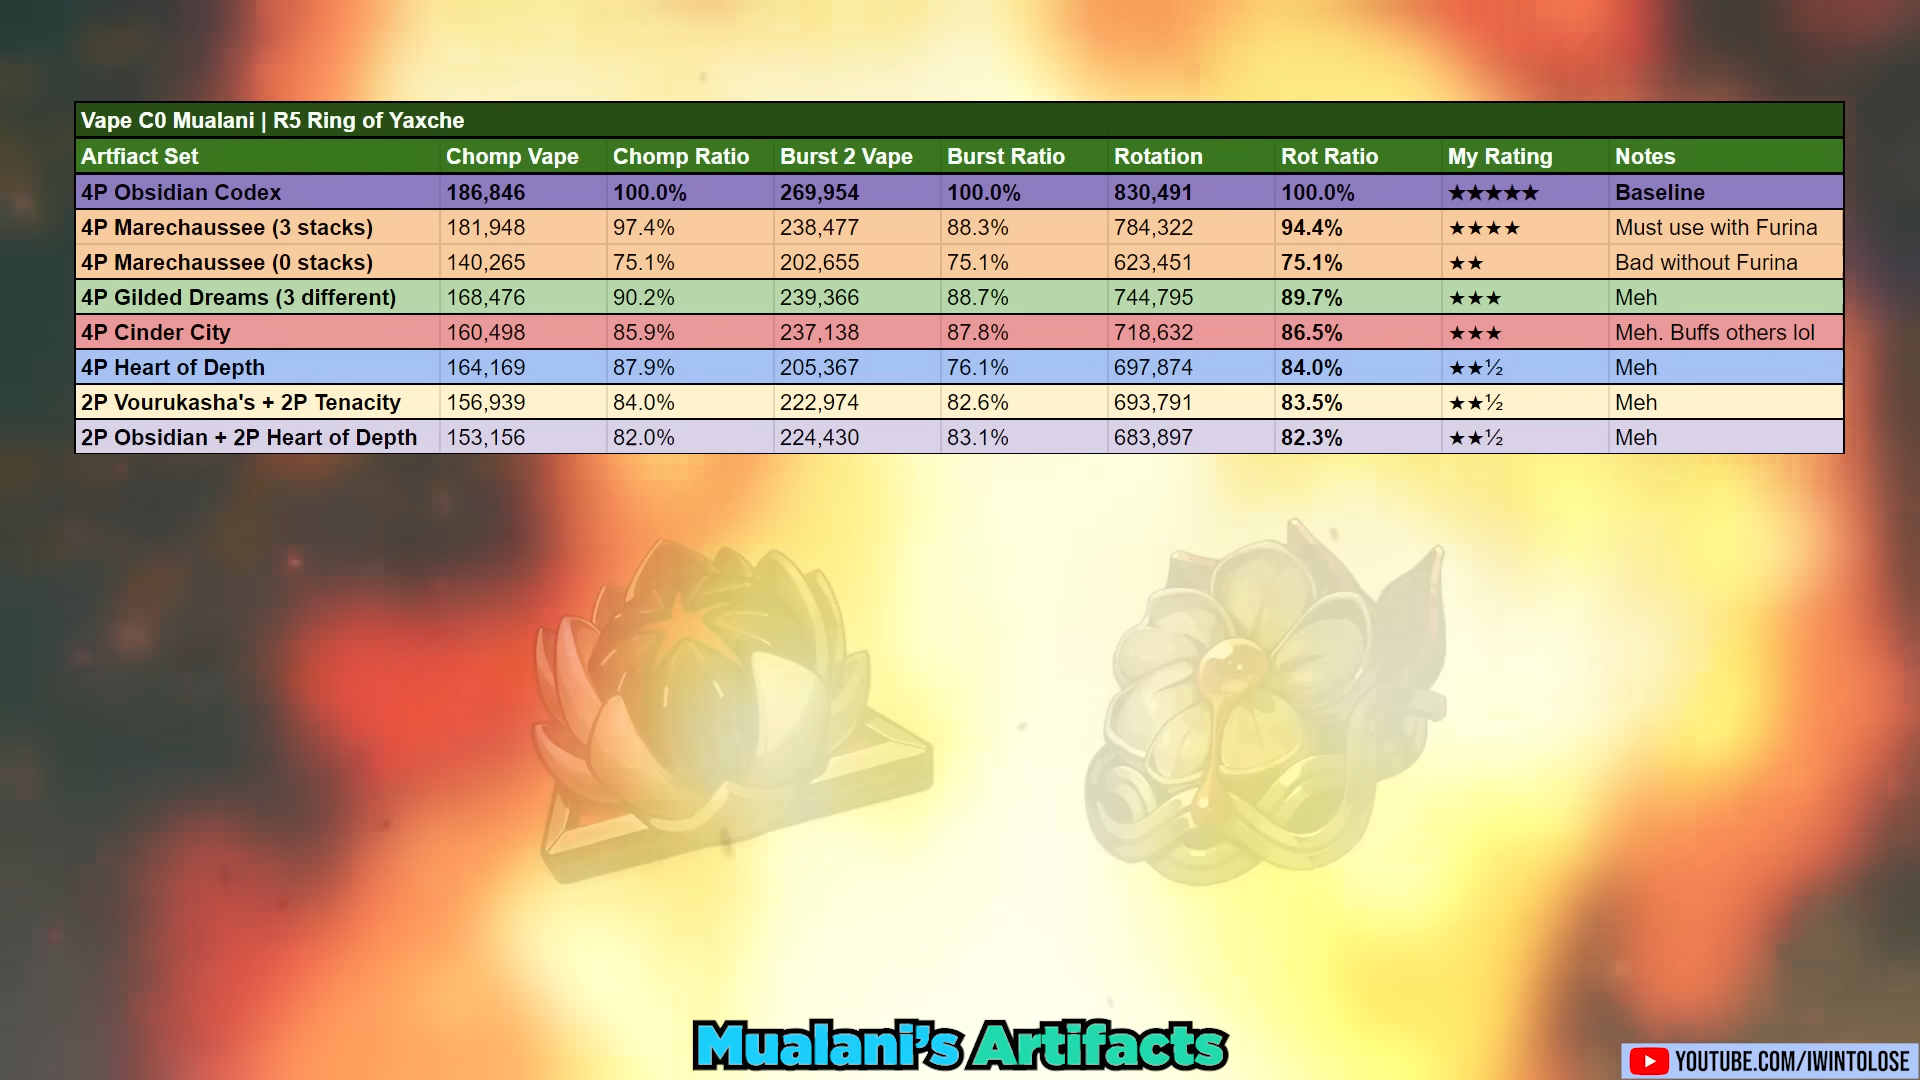 Vape C0 Mualani | R5 Ring of Yaxche
Artfiact Set Chomp Vape Chomp Ratio Burst 2 Vape Burst Ratio Rotation Rot Ratio My Rating Notes
4P Obsidian Codex 186,846 100.0% 269,954 100.0% 830,491 100.0% ★★★★★ Baseline
4P Marechaussee (3 stacks) 181,948 97.4% 238,477 88.3% 784,322 94.4% ★★★★ Must use with Furina
4P Marechaussee (0 stacks) 140,265 75.1% 202,655 75.1% 623,451 75.1% ★★ Bad without Furina
4P Gilded Dreams (3 different) 168,476 90.2% 239,366 88.7% 744,795 89.7% ★★★ Meh
4P Cinder City 160,498 85.9% 237,138 87.8% 718,632 86.5% ★★★ Meh. Buffs others lol
4P Heart of Depth 164,169 87.9% 205,367 76.1% 697,874 84.0% ★★½ Meh
2P Vourukasha's + 2P Tenacity 156,939 84.0% 222,974 82.6% 693,791 83.5% ★★½ Meh
2P Obsidian + 2P Heart of Depth 153,156 82.0% 224,430 83.1% 683,897 82.3% ★★½ Meh
Mualani's Artifacts
YOUTUBE.COM/IWINTOLOSE